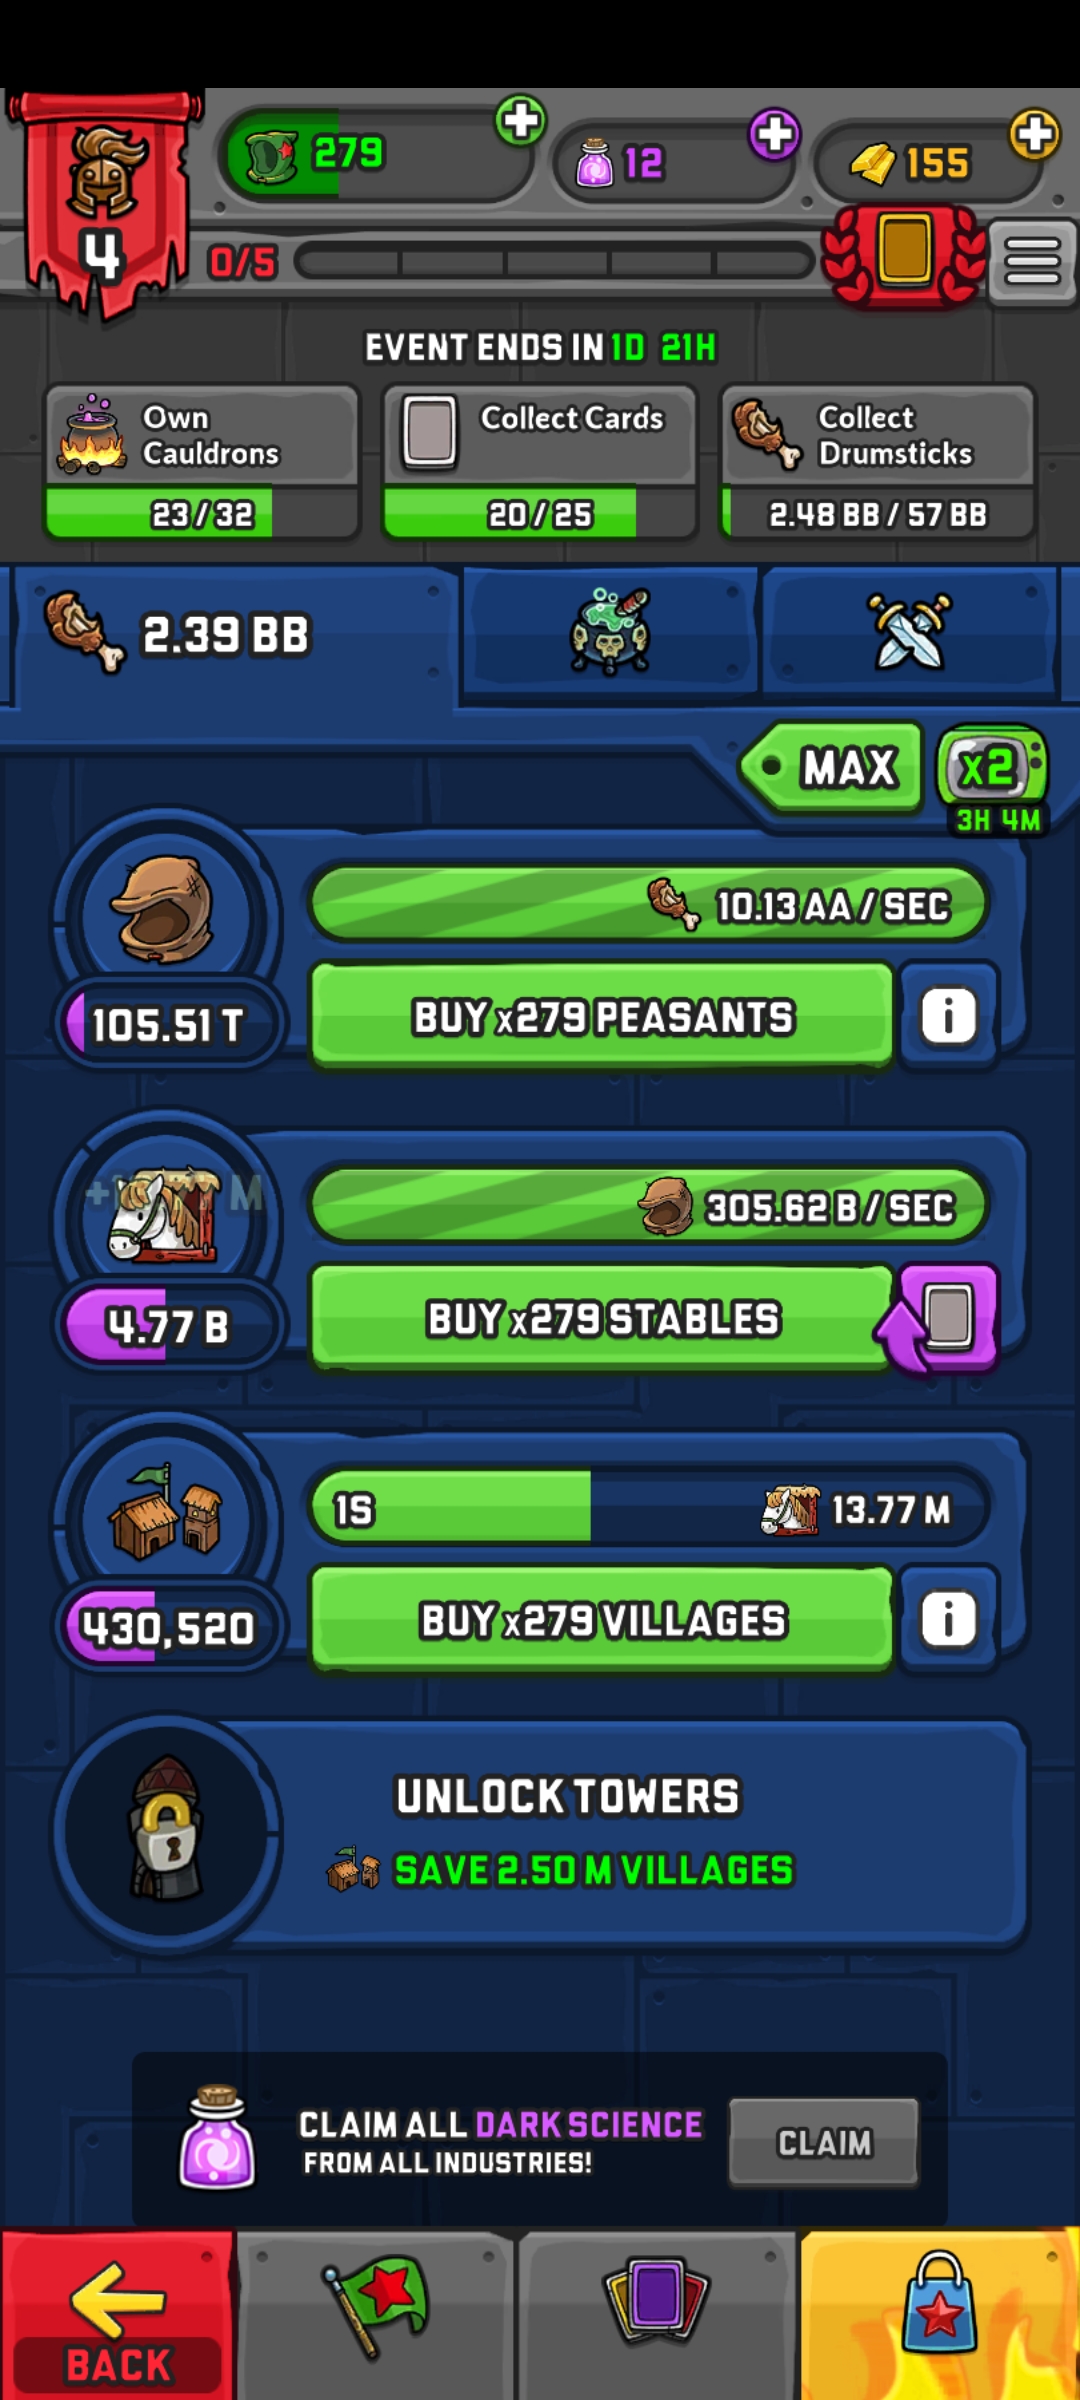 279
12
155
4
0/5
EVENT ENDS IN 1D 21H
Own
Cauldrons
23/32
Collect Cards
20/25
Collect
Drumsticks
2.48 BB/57 BB
2.39 BB
MAX
x2
3H 4M
10.13 AA/SEC
105.51 T
BUY x279 PEASANTS
i
305.62 B/SEC
4.77 B
BUY x279 STABLES
1S
13.77 M
430,520
BUY x279 VILLAGES
i
UNLOCK TOWERS
SAVE 2.50 M VILLAGES
CLAIM ALL DARK SCIENCE
FROM ALL INDUSTRIES!
CLAIM
BACK